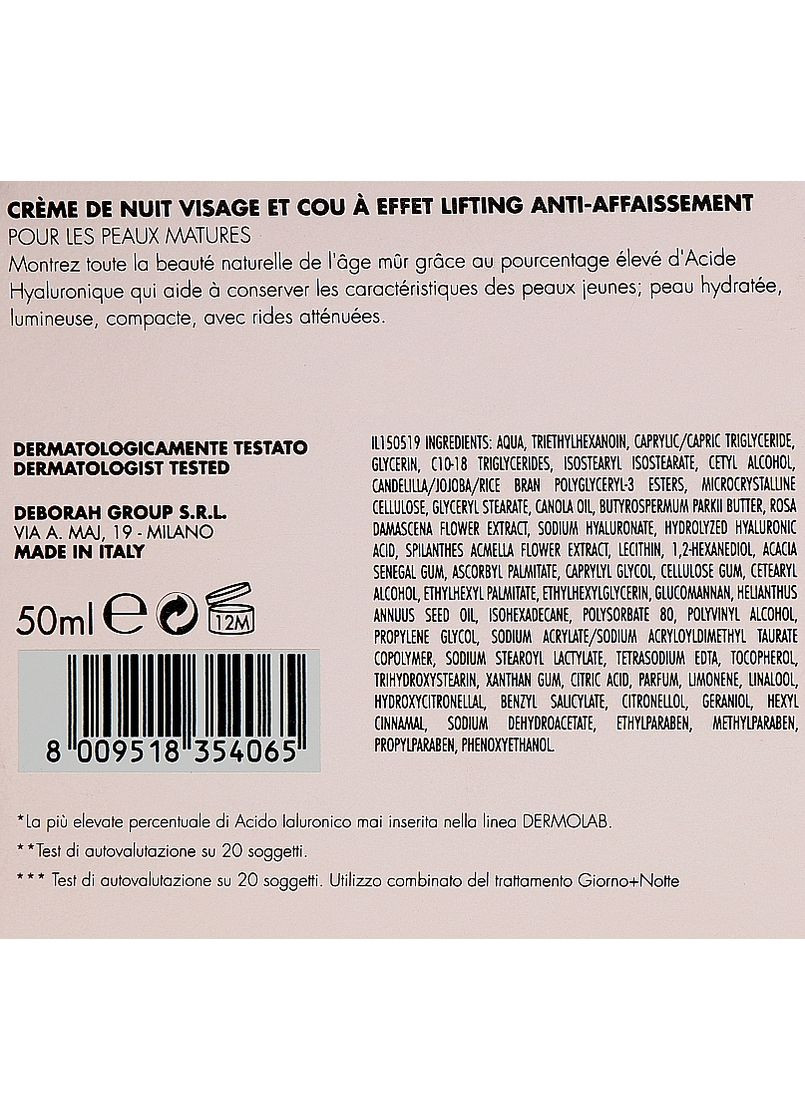 CRÈME DE NUIT VISAGE ET COU À EFFET LIFTING ANTI-AFFAISSEMENT
POUR LES PEAUX MATURES
Montrez toute la beauté naturelle de l'âge mûr grâce au pourcentage élevé d'Acide
Hyaluronique qui aide à conserver les caractéristiques des peaux jeunes; peau hydratée,
lumineuse, compacte, avec rides atténuées.
DERMATOLOGICAMENTE TESTATO
DERMATOLOGIST TESTED
DEBORAH GROUP S.R.L.
VIA A. MAJ, 19 - MILANO
MADE IN ITALY
50ml e 12M
8 009518 354065
IL150519 INGREDIENTS: AQUA, TRIETHYLHEXANOIN, CAPRYLIC/CAPRIC TRIGLYCERIDE,
GLYCERIN, C10-18 TRIGLYCERIDES, ISOSTEARYL ISOSTEARATE, CETYL ALCOHOL,
CANDELILLA/JOJOBA/RICE BRAN POLYGLYCERYL-3 ESTERS, MICROCRYSTALLINE
CELLULOSE, GLYCERYL STEARATE, CANOLA OIL, BUTYROSPERMUM PARKII BUTTER, ROSA
DAMASCENA FLOWER EXTRACT, SODIUM HYALURONATE, HYDROLYZED HYALURONIC
ACID, SPILANTHES ACMELLA FLOWER EXTRACT, LECITHIN, 1,2-HEXANEDIOL, ACACIA
SENEGAL GUM, ASCORBYL PALMITATE, CAPRYLYL GLYCOL, CELLULOSE GUM, CETEARYL
ALCOHOL, ETHYLHEXYL PALMITATE, ETHYLHEXYLGLYCERIN, GLUCOMANNAN, HELIANTHUS
ANNUUS SEED OIL, ISOHEXADECANE, POLYSORBATE 80, POLYVINYL ALCOHOL,
PROPYLENE GLYCOL, SODIUM ACRYLATE/SODIUM ACRYLOYLDIMETHYL TAURATE
COPOLYMER, SODIUM STEAROYL LACTYLATE, TETRASODIUM EDTA, TOCOPHEROL,
TRIHYDROXYSTEARIN, XANTHAN GUM, CITRIC ACID, PARFUM, LIMONENE, LINALOOL,
HYDROXYCITRONELLAL, BENZYL SALICYLATE, CITRONELLOL, GERANIOL, HEXYL
CINNAMAL, SODIUM DEHYDROACETATE, ETHYLPARABEN, METHYLPARABEN,
PROPYLPARABEN, PHENOXYETHANOL.
*La più elevate percentuale di Acido Ialuronico mai inserita nella linea DERMOLAB.
**Test di autovalutazione su 20 soggetti.
*** Test di autovalutazione su 20 soggetti. Utilizzo combinato del trattamento Giorno+Notte